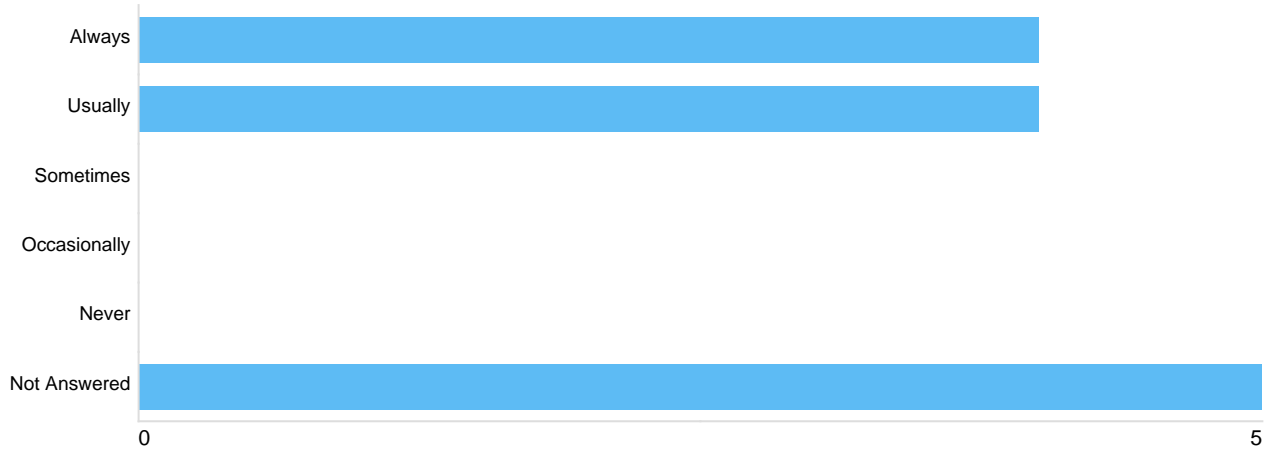 Always
Usually
Sometimes
Occasionally
Never
Not Answered
0 5